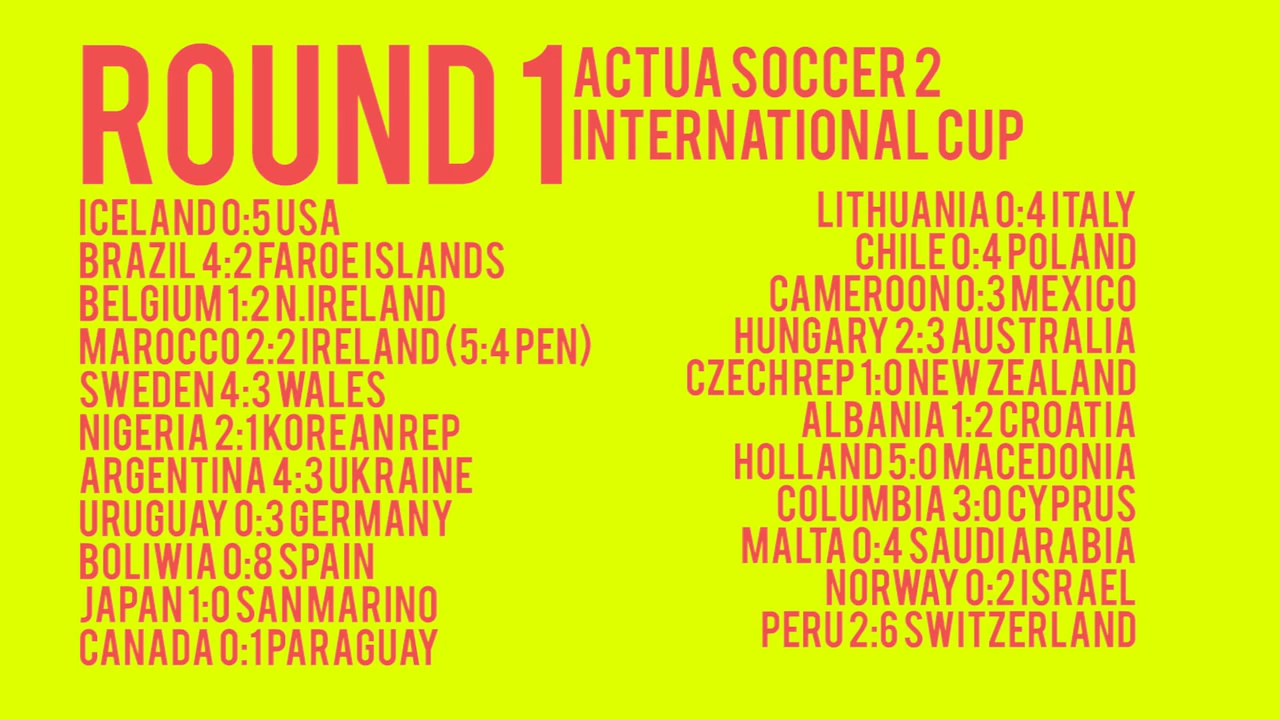 ROUND 1
ACTUA SOCCER 2
INTERNATIONAL CUP
ICELAND 0:5 USA
BRAZIL 4:2 FAROE ISLANDS
BELGIUM 1:2 N.IRELAND
MAROCCO 2:2 IRELAND (5:4 PEN)
SWEDEN 4:3 WALES
NIGERIA 2:1 KOREAN REP
ARGENTINA 4:3 UKRAINE
URUGUAY 0:3 GERMANY
BOLIWIA 0:8 SPAIN
JAPAN 1:0 SAN MARINO
CANADA 0:1 PARAGUAY
LITHUANIA 0:4 ITALY
CHILE 0:4 POLAND
CAMEROON 0:3 MEXICO
HUNGARY 2:3 AUSTRALIA
CZECH REP 1:0 NEW ZEALAND
ALBANIA 1:2 CROATIA
HOLLAND 5:0 MACEDONIA
COLUMBIA 3:0 CYPRUS
MALTA 0:4 SAUDI ARABIA
NORWAY 0:2 ISRAEL
PERU 2:6 SWITZERLAND